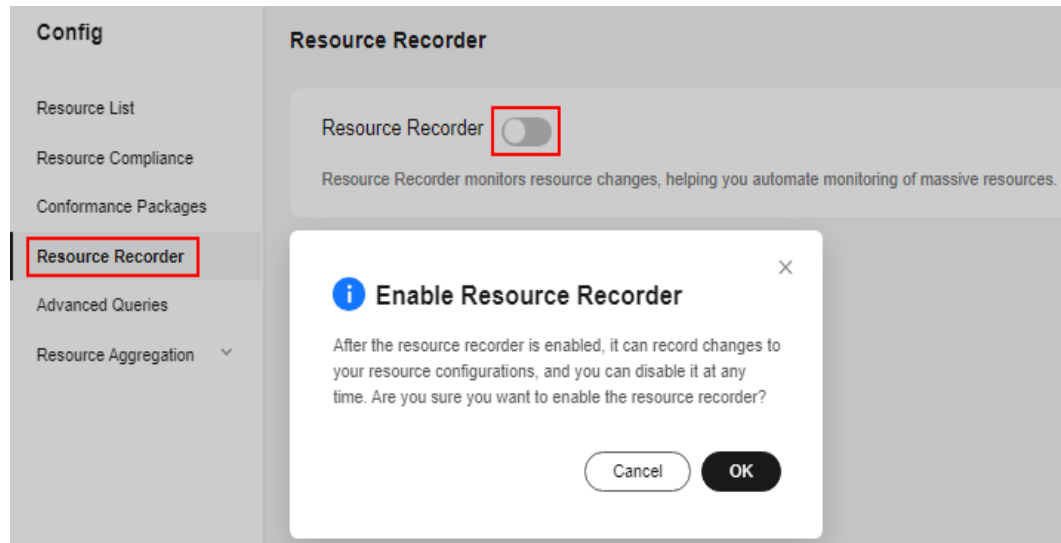 Config
Resource List
Resource Compliance
Conformance Packages
Resource Recorder
Advanced Queries
Resource Aggregation
Resource Recorder
Resource Recorder
Resource Recorder monitors resource changes, helping you automate monitoring of massive resources.
Enable Resource Recorder
After the resource recorder is enabled, it can record changes to
your resource configurations, and you can disable it at any
time. Are you sure you want to enable the resource recorder?
Cancel
OK